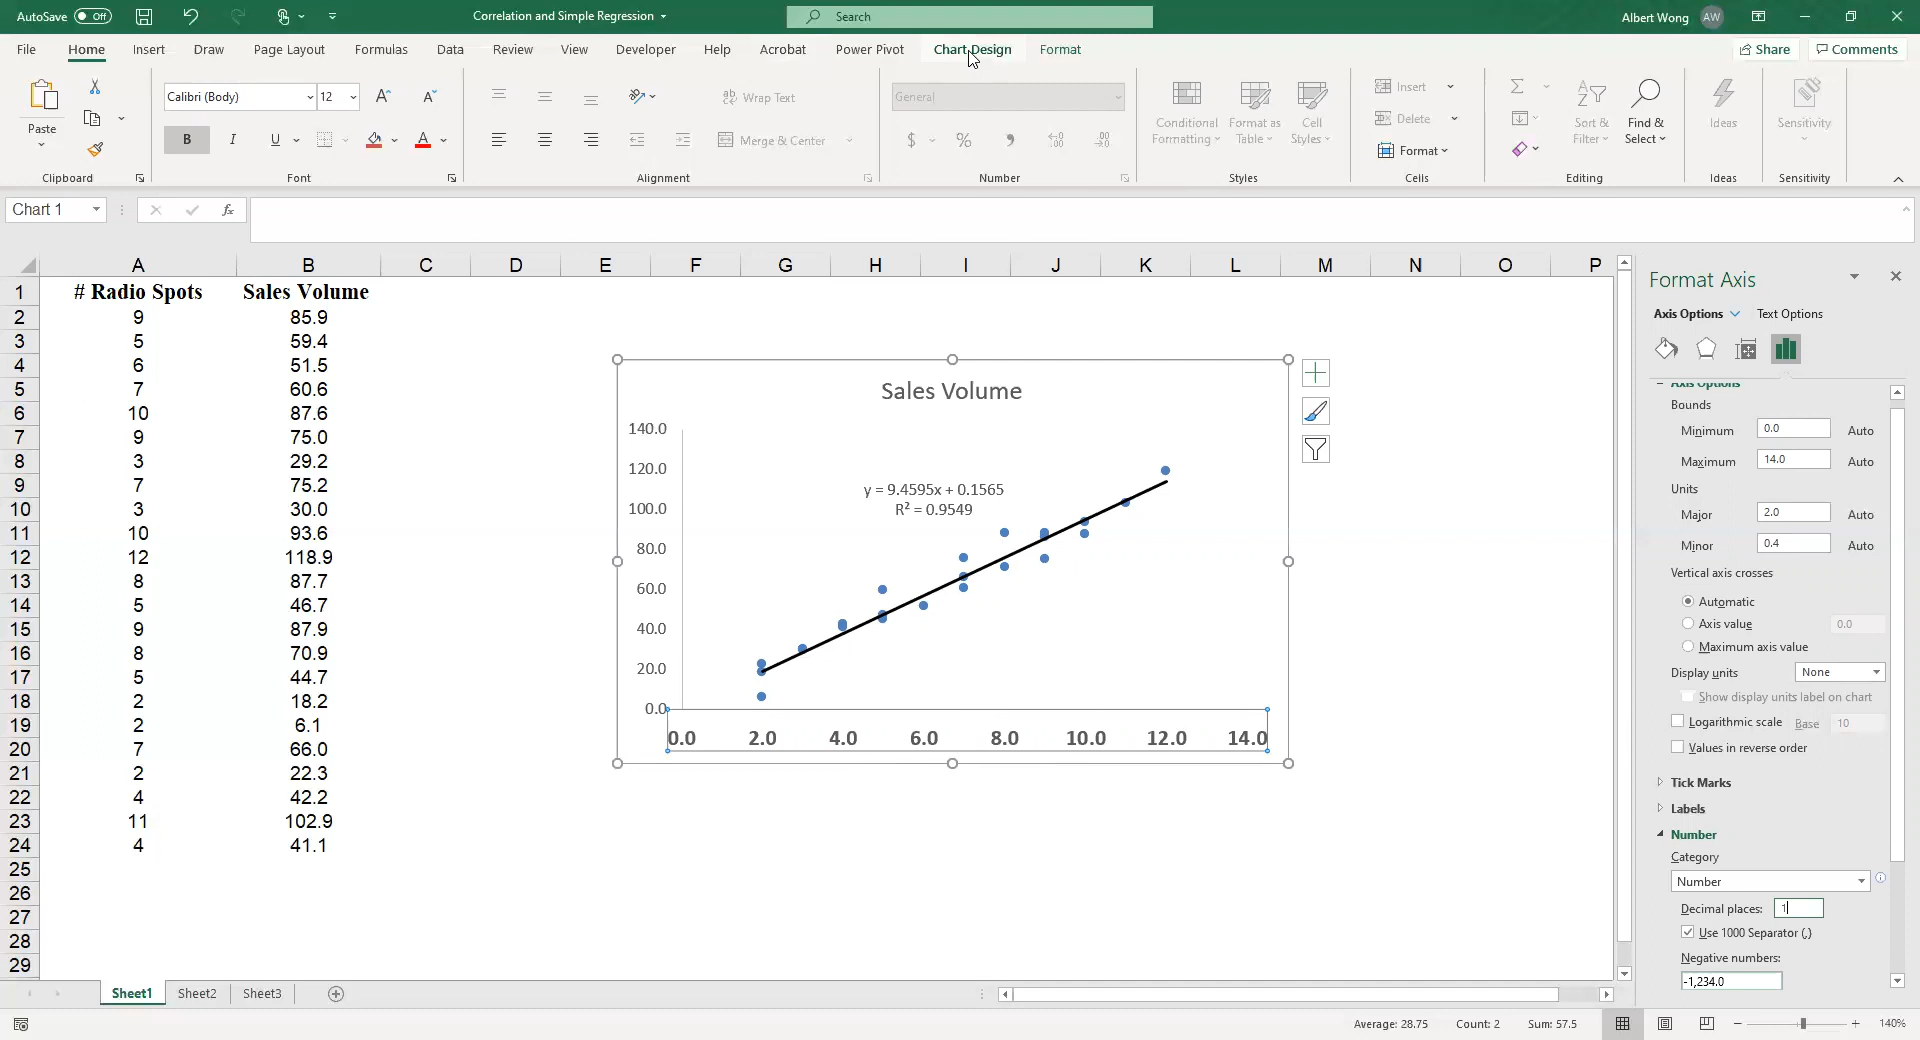 AutoSave Off
Correlation and Simple Regression
Search
Albert Wong AW
File Home Insert Draw Page Layout Formulas Data Review View Developer Help Acrobat Power Pivot Chart Design Format Share Comments
Calibri (Body) 12 A A
ab Wrap Text
General
Insert
Delete
Format
Paste
B I U A
Merge & Center
$ % 9
Conditional Formatting
Format as Table
Cell Styles
Sort & Filter
Find & Select
Ideas
Sensitivity
Clipboard Font Alignment Number Styles Cells Editing Ideas Sensitivity
Chart 1 fx
A B C D E F G H I J K L M N O P
1 # Radio Spots Sales Volume
2 9 85.9
3 5 59.4
4 6 51.5
5 7 60.6
6 10 87.6
7 9 75.0
8 3 29.2
9 7 75.2
10 3 30.0
11 10 93.6
12 12 118.9
13 8 87.7
14 5 46.7
15 9 87.9
16 8 70.9
17 5 44.7
18 2 18.2
19 2 6.1
20 7 66.0
21 2 22.3
22 4 42.2
23 11 102.9
24 4 41.1
25
26
27
28
29
Sales Volume
140.0
120.0
100.0
80.0
60.0
40.0
20.0
0.0
y = 9.4595x + 0.1565
R² = 0.9549
0.0 2.0 4.0 6.0 8.0 10.0 12.0 14.0
Format Axis
Axis Options Text Options
Axis Options
Bounds
Minimum 0.0 Auto
Maximum 14.0 Auto
Units
Major 2.0 Auto
Minor 0.4 Auto
Vertical axis crosses
Automatic
Axis value 0.0
Maximum axis value
Display units None
Show display units label on chart
Logarithmic scale Base 10
Values in reverse order
Tick Marks
Labels
Number
Category
Number
Decimal places: 1
Use 1000 Separator (,)
Negative numbers:
-1,234.0
Sheet1 Sheet2 Sheet3
Average: 28.75 Count: 2 Sum: 57.5 140%